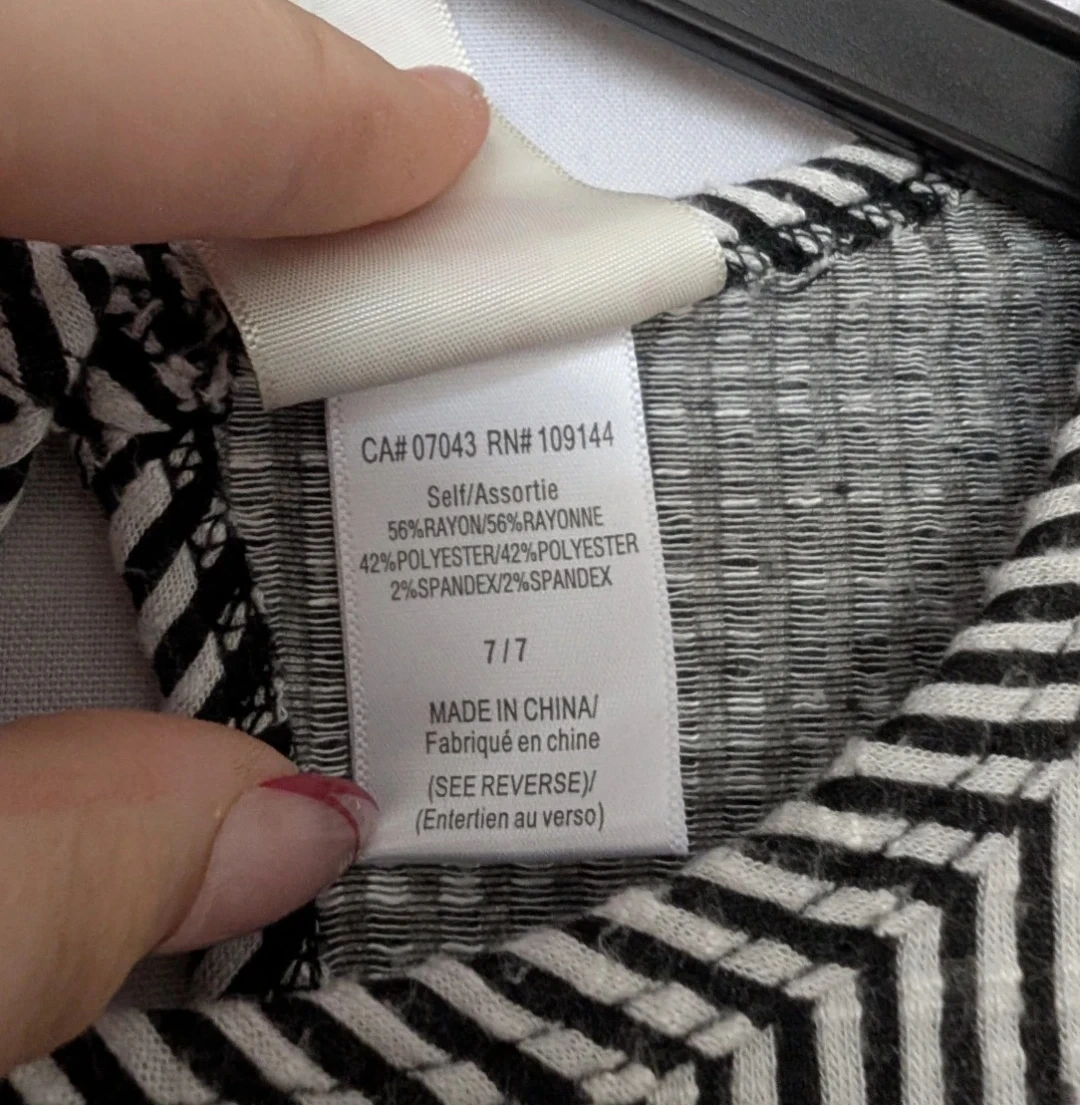 CA# 07043 RN# 109144
Self/Assortie
56%RAYON/56%RAYONNE
42%POLYESTER/42%POLYESTER
2%SPANDEX/2%SPANDEX
7 / 7
MADE IN CHINA/
Fabriqué en chine
(SEE REVERSE)/
(Entertien au verso)